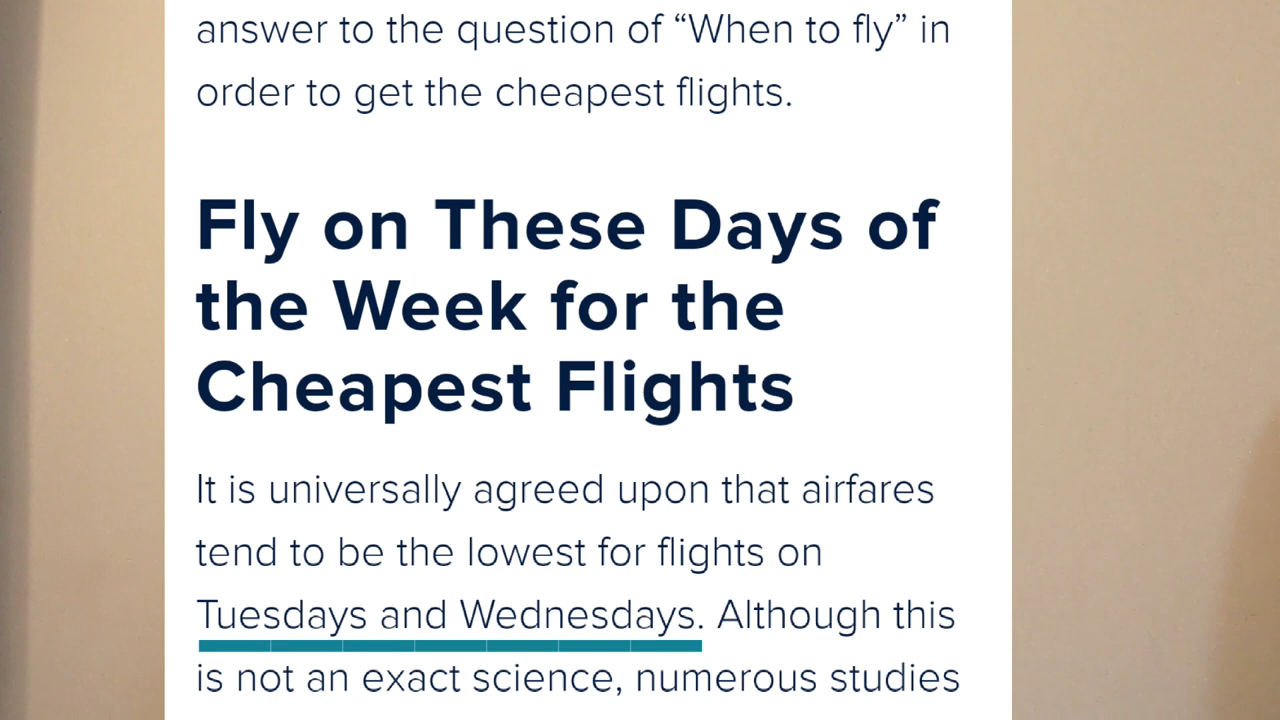 answer to the question of “When to fly” in
order to get the cheapest flights.
Fly on These Days of
the Week for the
Cheapest Flights
It is universally agreed upon that airfares
tend to be the lowest for flights on
Tuesdays and Wednesdays. Although this
is not an exact science, numerous studies